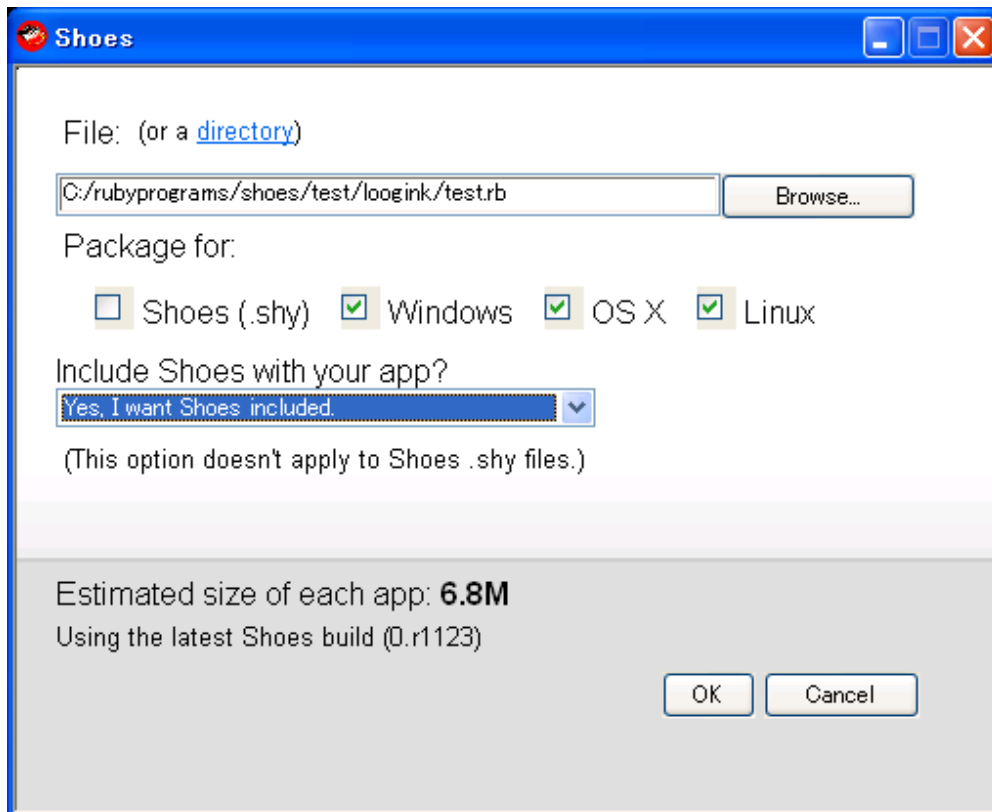 Shoes
File: (or a directory)
C:/rubyprograms/shoes/test/loogink/test.rb Browse...
Package for:
Shoes (.shy) Windows OS X Linux
Include Shoes with your app?
Yes, I want Shoes included.
(This option doesn't apply to Shoes .shy files.)
Estimated size of each app: 6.8M
Using the latest Shoes build (0.r1123)
OK Cancel